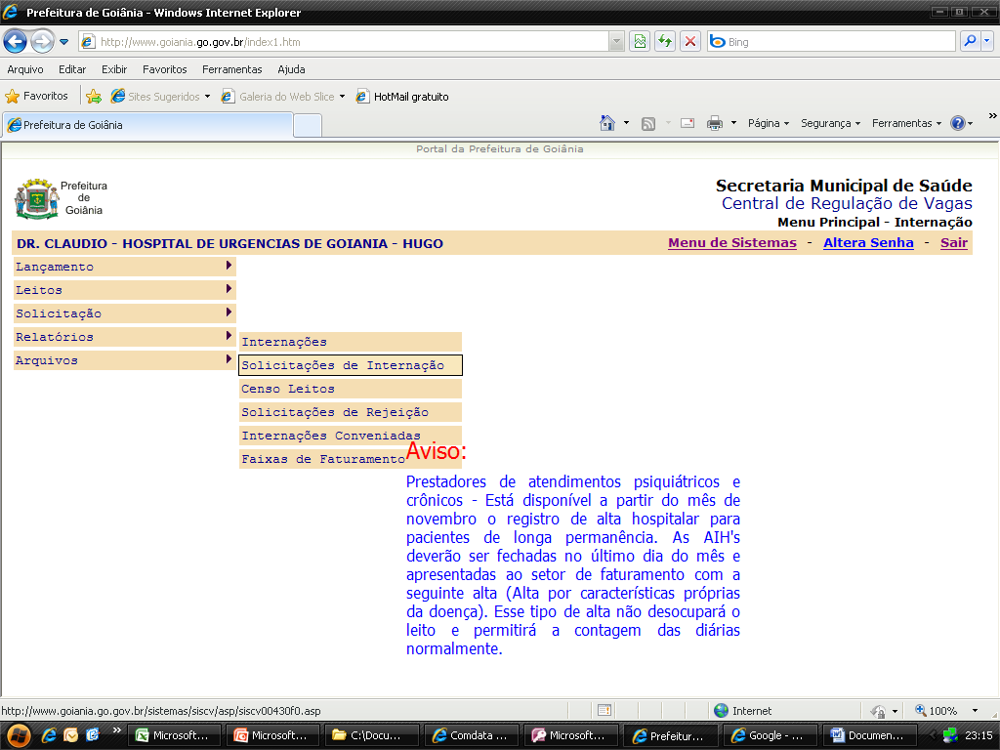 Prefeitura de Goiânia - Windows Internet Explorer
http://www.goiania.go.gov.br/index1.htm
Bing
Arquivo Editar Exibir Favoritos Ferramentas Ajuda
Favoritos Sites Sugeridos Galeria do Web Slice HotMail gratuito
Prefeitura de Goiânia
Página Segurança Ferramentas
Portal da Prefeitura de Goiânia
Prefeitura
de
Goiânia
Secretaria Municipal de Saúde
Central de Regulação de Vagas
Menu Principal - Internação
DR. CLAUDIO - HOSPITAL DE URGENCIAS DE GOIANIA - HUGO
Menu de Sistemas - Altera Senha - Sair
Lançamento
Leitos
Solicitação
Relatórios
Arquivos
Internações
Solicitações de Internação
Censo Leitos
Solicitações de Rejeição
Internações Conveniadas
Faixas de Faturamento
Aviso:
Prestadores de atendimentos psiquiátricos e
crônicos - Está disponível a partir do mês de
novembro o registro de alta hospitalar para
pacientes de longa permanência. As AIH's
deverão ser fechadas no último dia do mês e
apresentadas ao setor de faturamento com a
seguinte alta (Alta por características próprias
da doença). Esse tipo de alta não desocupará o
leito e permitirá a contagem das diárias
normalmente.
http://www.goiania.go.gov.br/sistemas/siscv/asp/siscv00430f0.asp
Internet
100%
Microsoft...
Microsoft...
C:\Docu...
Comdata ...
Microsoft...
Prefeitur...
Google - ...
Documen...
23:15